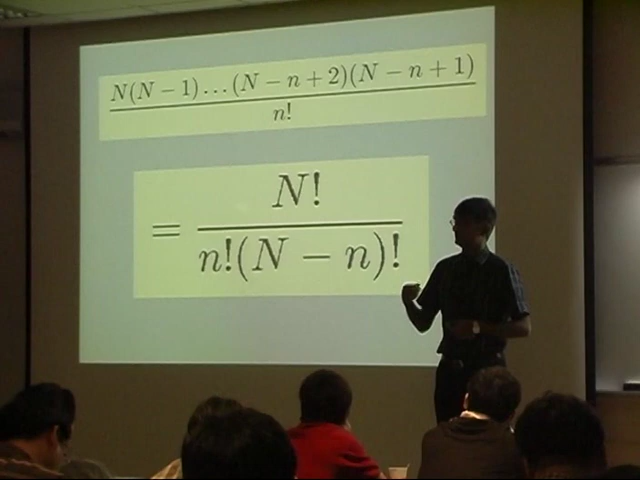 N(N − 1)...(N − n + 2)(N − n + 1)
n!
= N!
n!(N − n)!